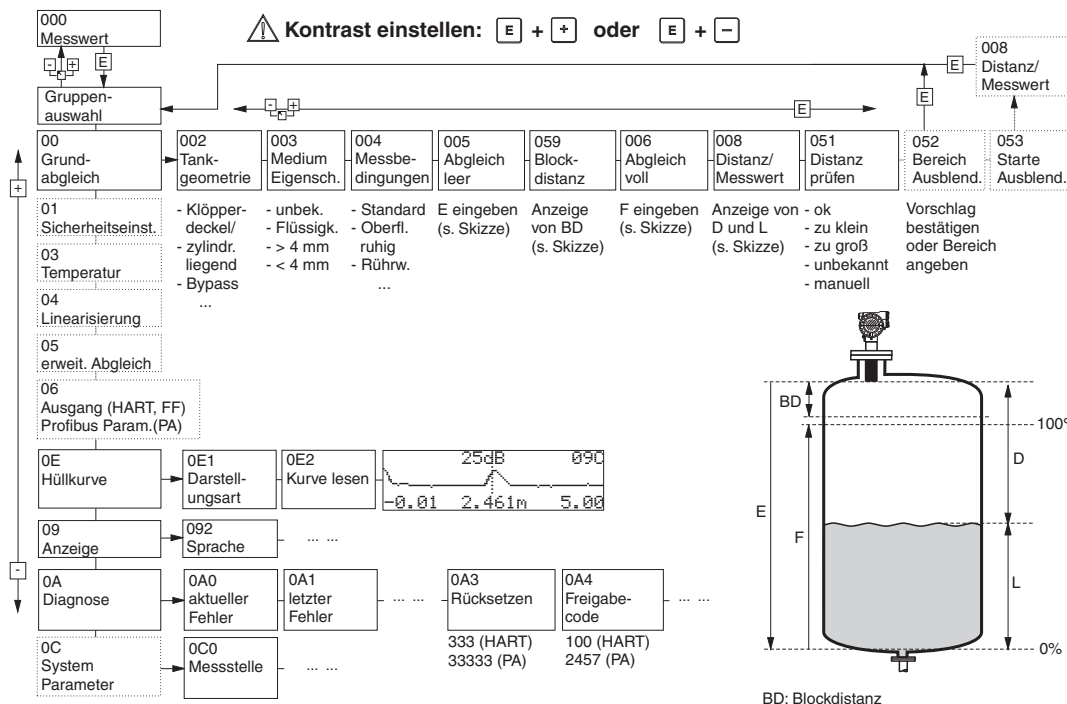 000
Messwert
Kontrast einstellen: E + + oder E + −
- +
E
008
Distanz/
Messwert
E
E
Gruppen-
auswahl
- +
E
+
00
Grund-
abgleich
002
Tank-
geometrie
003
Medium
Eigensch.
004
Messbe-
dingungen
005
Abgleich
leer
059
Block-
distanz
006
Abgleich
voll
008
Distanz/
Messwert
051
Distanz
prüfen
052
Bereich
Ausblend.
053
Starte
Ausblend.
- Klöpper-
deckel/
- zylindr.
liegend
- Bypass
...
- unbek.
- Flüssigk.
- > 4 mm
- < 4 mm
- Standard
- Oberfl.
ruhig
- Rührw.
...
E eingeben
(s. Skizze)
Anzeige
von BD
(s. Skizze)
F eingeben
(s. Skizze)
Anzeige von
D und L
(s. Skizze)
- ok
- zu klein
- zu groß
- unbekannt
- manuell
Vorschlag
bestätigen
oder Bereich
angeben
01
Sicherheitseinst.
03
Temperatur
04
Linearisierung
05
erweit. Abgleich
06
Ausgang (HART, FF)
Profibus Param.(PA)
0E
Hüllkurve
0E1
Darstell-
ungsart
0E2
Kurve lesen
25dB 09C
-0.01 2.461m 5.00
09
Anzeige
092
Sprache
... ...
-
0A
Diagnose
0A0
aktueller
Fehler
0A1
letzter
Fehler
... ...
0A3
Rücksetzen
0A4
Freigabe-
code
... ...
333 (HART)
33333 (PA)
100 (HART)
2457 (PA)
0C
System
Parameter
0C0
Messstelle
... ...
BD
100%
D
E
F
L
0%
BD: Blockdistanz